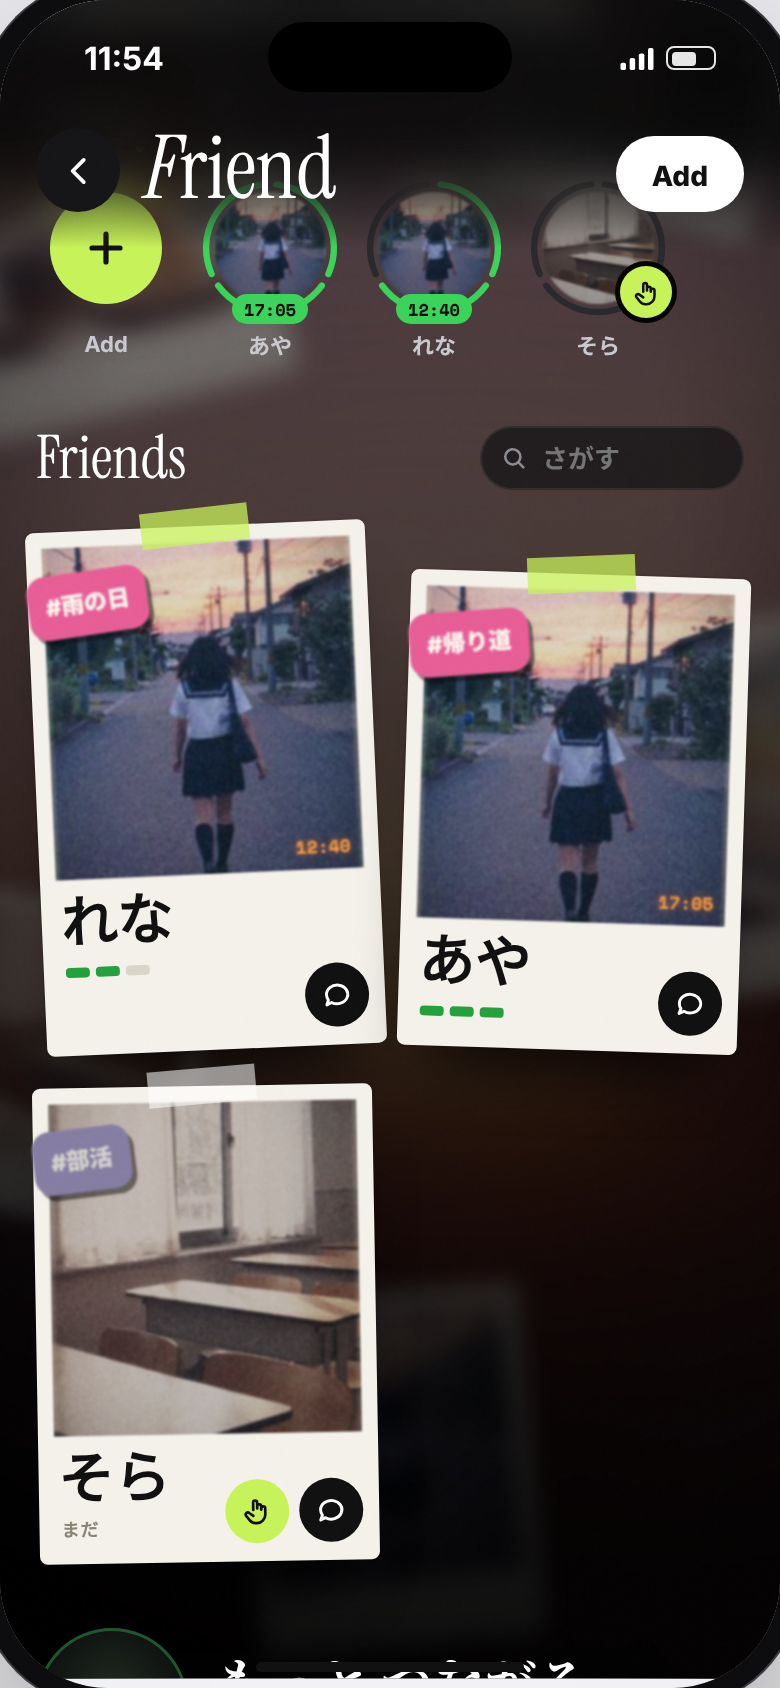 11:54
Friend
Add
17:05
12:40
Add
あや
れな
そら
Friends
さがす
#雨の日
12:40
れな
#帰り道
17:05
あや
#部活
そら
まだ